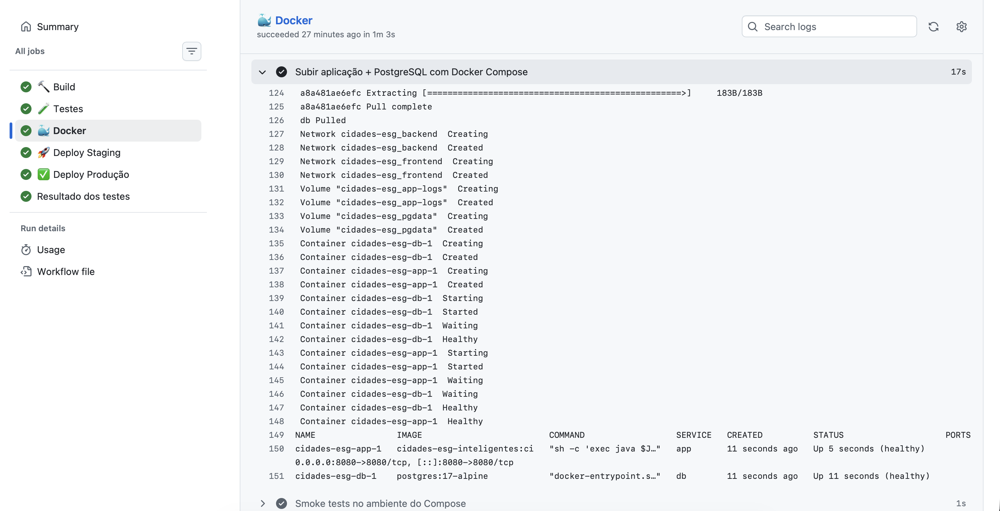 Summary
All jobs
Build
Testes
Docker
Deploy Staging
Deploy Produção
Resultado dos testes
Run details
Usage
Workflow file
Docker
succeeded 27 minutes ago in 1m 3s
Search logs
Subir aplicação + PostgreSQL com Docker Compose 17s
124 a8a481ae6efc Extracting [==================================================>] 183B/183B
125 a8a481ae6efc Pull complete
126 db Pulled
127 Network cidades-esg_backend  Creating
128 Network cidades-esg_backend  Created
129 Network cidades-esg_frontend  Creating
130 Network cidades-esg_frontend  Created
131 Volume "cidades-esg_app-logs"  Creating
132 Volume "cidades-esg_app-logs"  Created
133 Volume "cidades-esg_pgdata"  Creating
134 Volume "cidades-esg_pgdata"  Created
135 Container cidades-esg-db-1  Creating
136 Container cidades-esg-db-1  Created
137 Container cidades-esg-app-1  Creating
138 Container cidades-esg-app-1  Created
139 Container cidades-esg-db-1  Starting
140 Container cidades-esg-db-1  Started
141 Container cidades-esg-db-1  Waiting
142 Container cidades-esg-db-1  Healthy
143 Container cidades-esg-app-1  Starting
144 Container cidades-esg-app-1  Started
145 Container cidades-esg-app-1  Waiting
146 Container cidades-esg-db-1  Waiting
147 Container cidades-esg-db-1  Healthy
148 Container cidades-esg-app-1  Healthy
149 NAME IMAGE COMMAND SERVICE CREATED STATUS PORTS
150 cidades-esg-app-1 cidades-esg-inteligentes:ci "sh -c 'exec java $J…" app 11 seconds ago Up 5 seconds (healthy)
0.0.0.0:8080->8080/tcp, [::]:8080->8080/tcp
151 cidades-esg-db-1 postgres:17-alpine "docker-entrypoint.s…" db 11 seconds ago Up 11 seconds (healthy)
Smoke tests no ambiente do Compose 1s